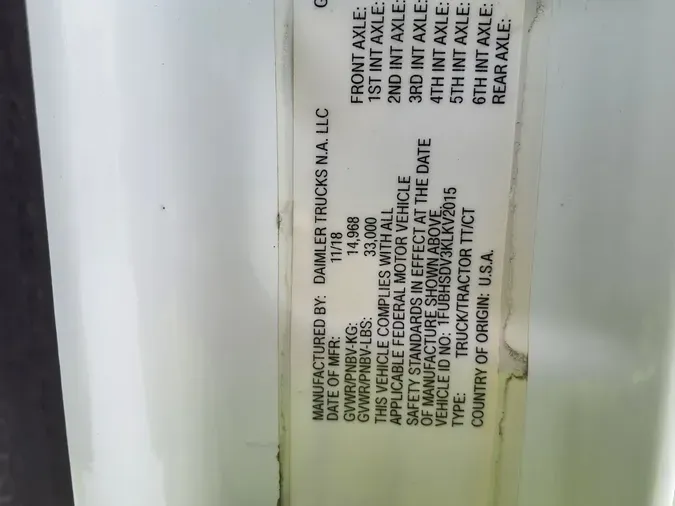 MANUFACTURED BY: DAIMLER TRUCKS N.A. LLC
DATE OF MFR: 11/18
GVWR/PNBV-KG: 14,968
GVWR/PNBV-LBS: 33,000
THIS VEHICLE COMPLIES WITH ALL
APPLICABLE FEDERAL MOTOR VEHICLE
SAFETY STANDARDS IN EFFECT AT THE DATE
OF MANUFACTURE SHOWN ABOVE.
VEHICLE ID NO: 1FUBHSDV3KLKV2015
TYPE: TRUCK/TRACTOR TT/CT
COUNTRY OF ORIGIN: U.S.A.
G
FRONT AXLE:
1ST INT AXLE:
2ND INT AXLE:
3RD INT AXLE:
4TH INT AXLE:
5TH INT AXLE:
6TH INT AXLE:
REAR AXLE: